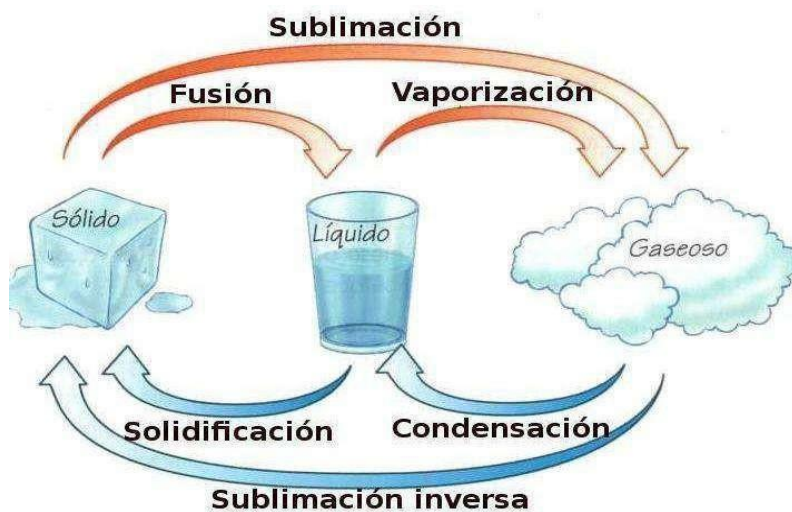 Sublimación
Fusión
Vaporización
Sólido
Líquido
Gaseoso
Solidificación
Condensación
Sublimación inversa